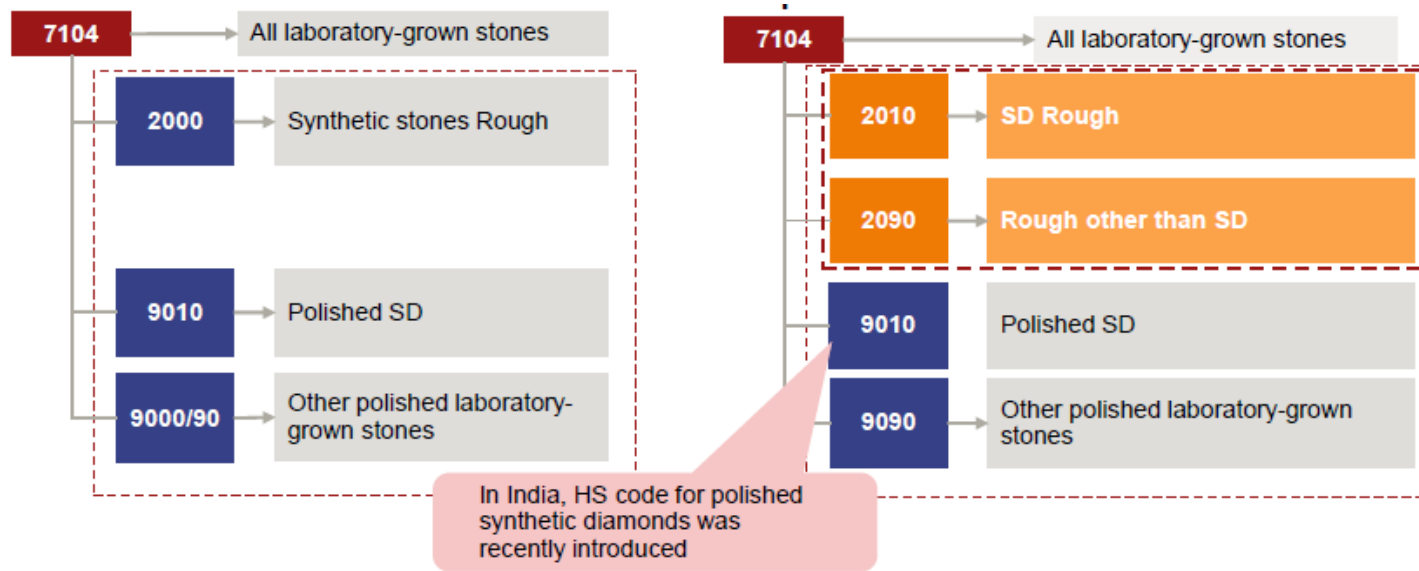 7104
All laboratory-grown stones
2000
Synthetic stones Rough
9010
Polished SD
9000/90
Other polished laboratory-
grown stones
7104
All laboratory-grown stones
2010
SD Rough
2090
Rough other than SD
9010
Polished SD
9090
Other polished laboratory-grown
stones
In India, HS code for polished
synthetic diamonds was
recently introduced